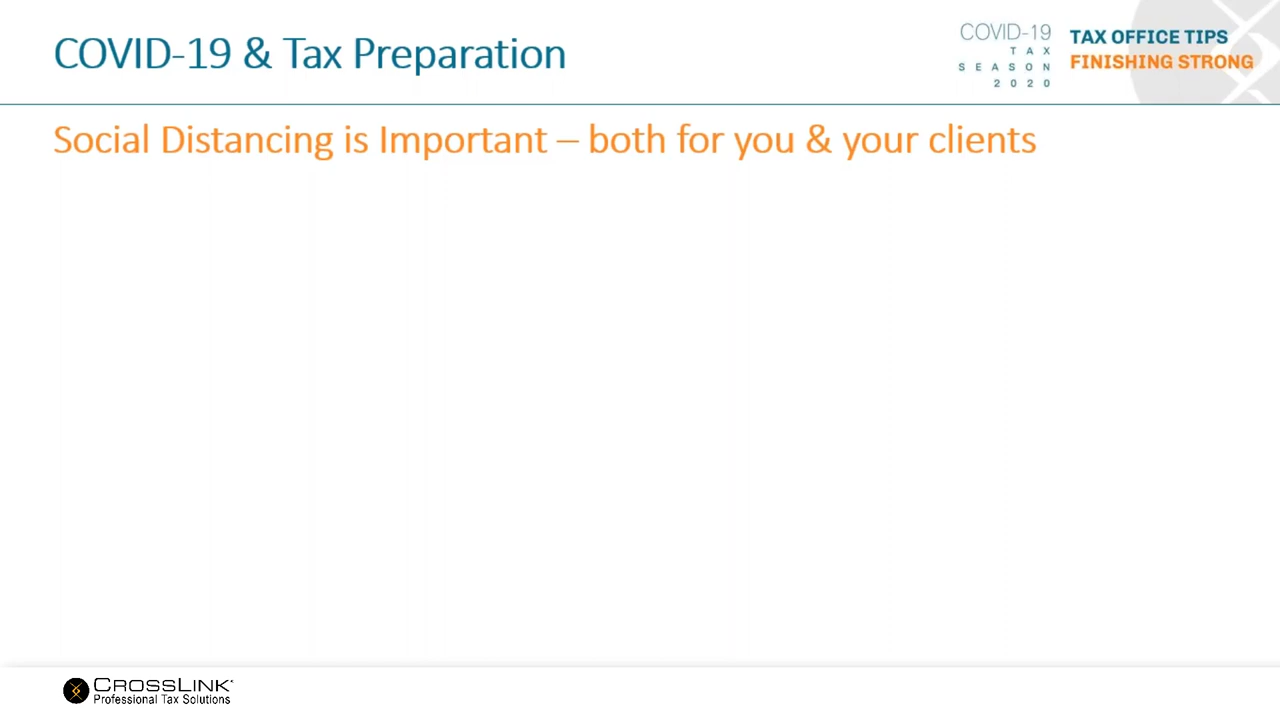 COVID-19 & Tax Preparation
COVID-19
TAX
SEASON
2020
TAX OFFICE TIPS
FINISHING STRONG
Social Distancing is Important – both for you & your clients
CROSSLINK
Professional Tax Solutions